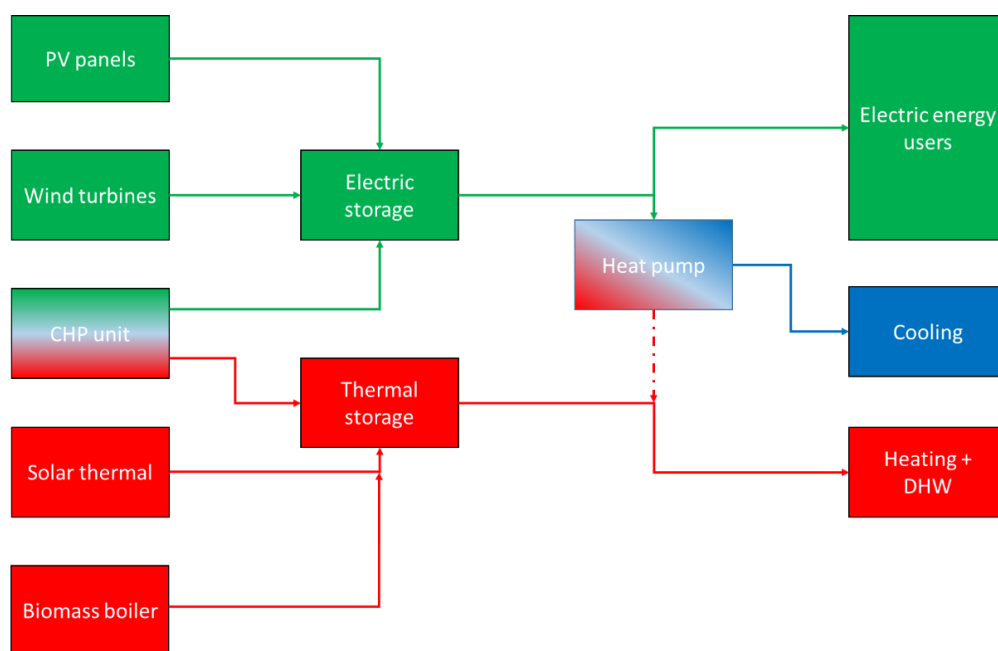 PV panels
Electric energy
users
Wind turbines
Electric
storage
Heat pump
CHP unit
Cooling
Thermal
storage
Solar thermal
Heating +
DHW
Biomass boiler